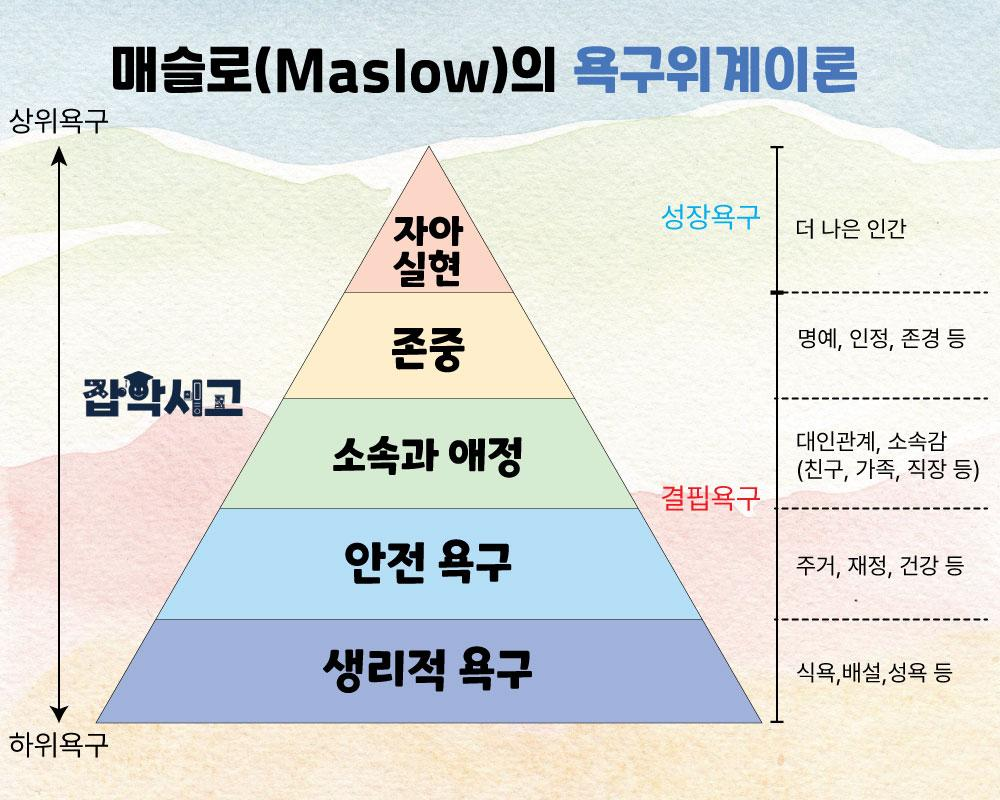 매슬로(Maslow)의 욕구위계이론
상위욕구
자아
실현
성장욕구
더 나은 인간
존중
명예, 인정, 존경 등
잡학세고
소속과 애정
대인관계, 소속감
(친구, 가족, 직장 등)
결핍욕구
안전 욕구
주거, 재정, 건강 등
생리적 욕구
식욕,배설,성욕 등
하위욕구